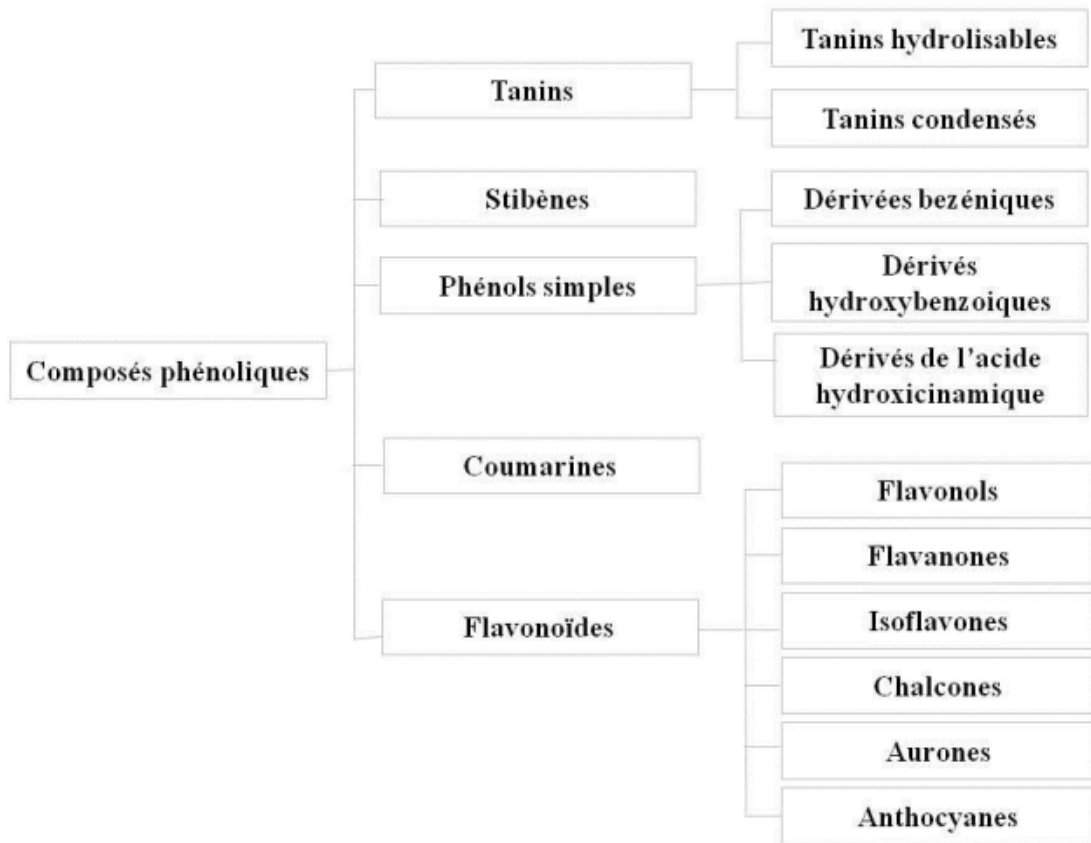 Composés phénoliques
Tanins
Tanins hydrolisables
Tanins condensés
Stibènes
Phénols simples
Dérivées bezéniques
Dérivés
hydroxybenzoiques
Dérivés de l’acide
hydroxicinamique
Coumarines
Flavonoïdes
Flavonols
Flavanones
Isoflavones
Chalcones
Aurones
Anthocyanes